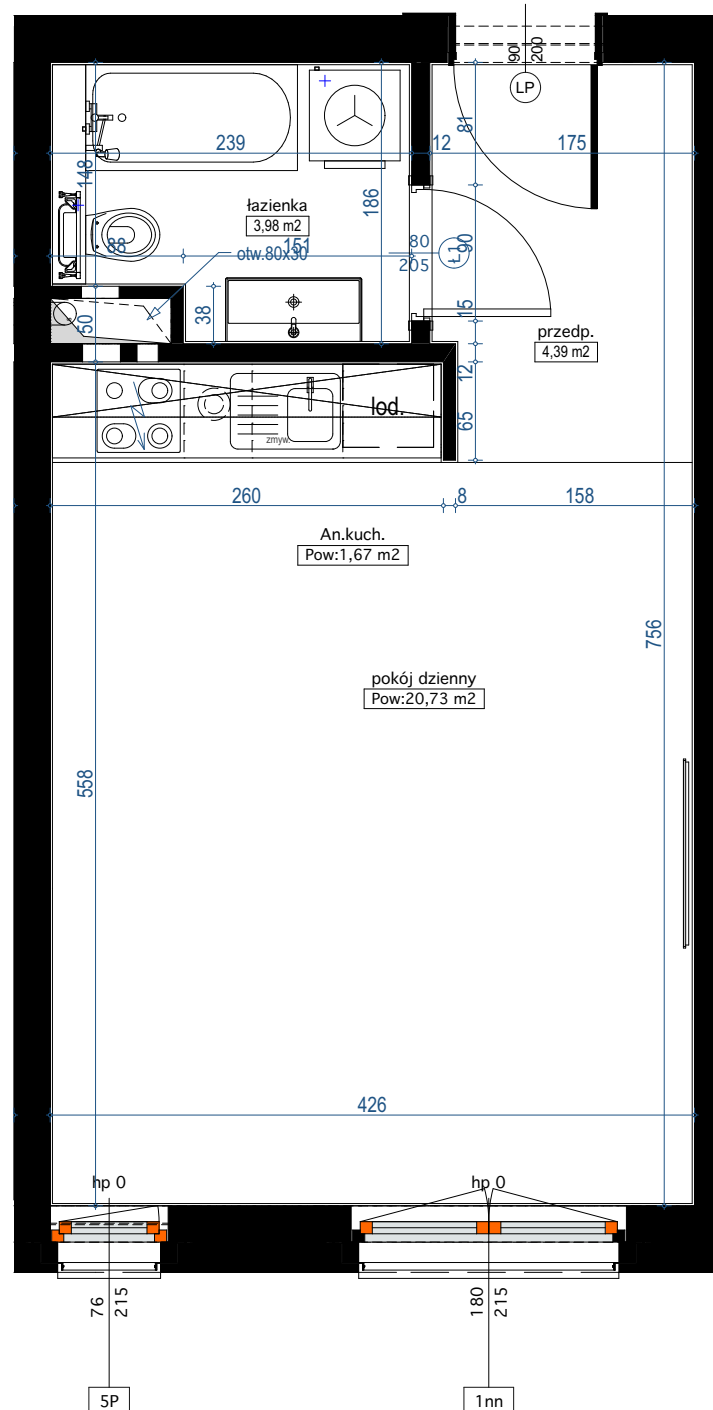 90
200
LP
81
239
12
175
148
186
łazienka
3,98 m2
88
151
otw.80x30
80
205
Ł1
90
50
38
15
przedp.
4,39 m2
12
lod.
65
zmyw.
260
8
158
An.kuch.
Pow:1,67 m2
756
pokój dzienny
Pow:20,73 m2
558
426
hp 0
hp 0
76
215
180
215
5P
1nn